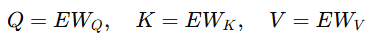 Q = EW_Q, K = EW_K, V = EW_V